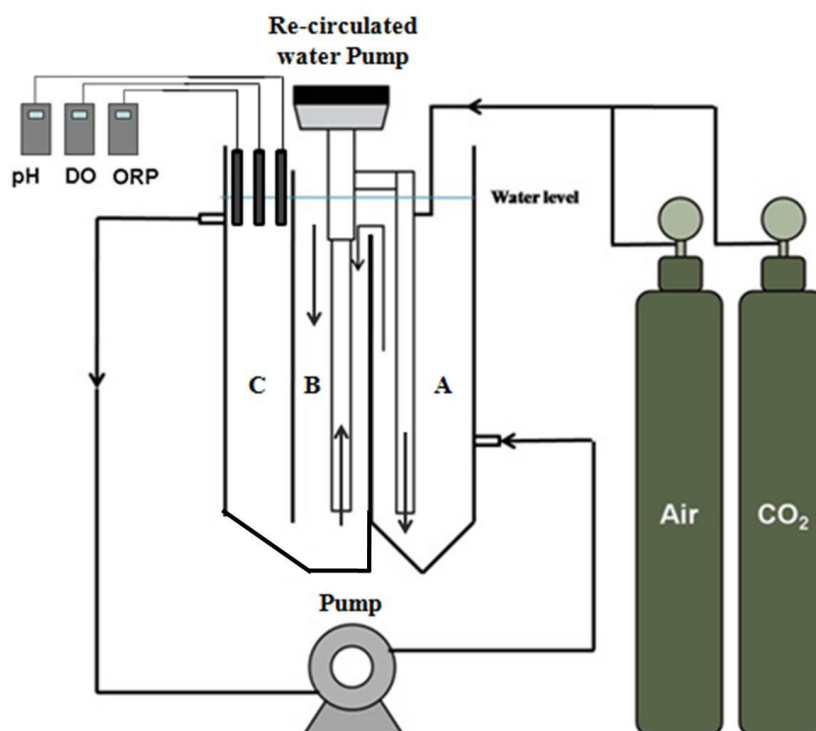 Re-circulated
water Pump
pH
DO
ORP
Water level
C
B
A
Air
CO₂
Pump